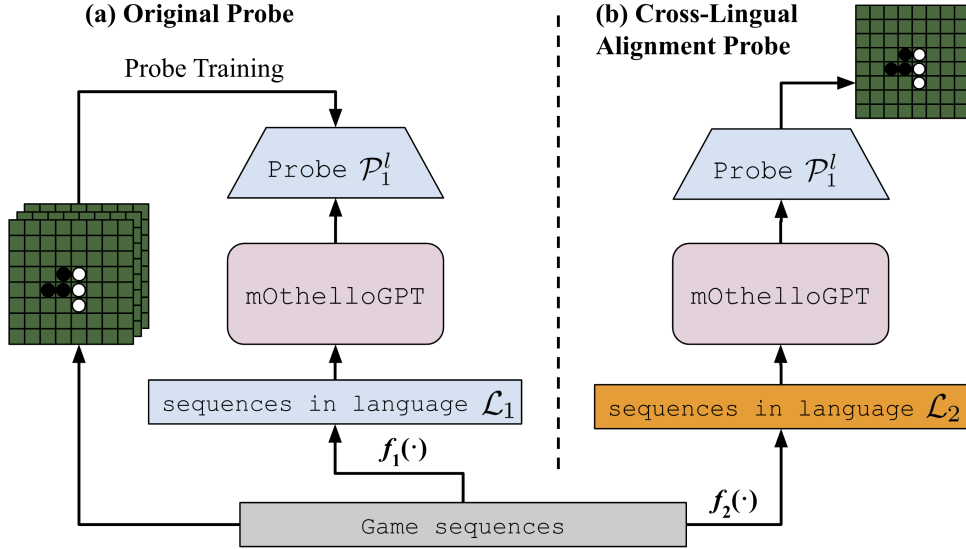 (a) Original Probe
Probe Training
Probe 𝒫₁ˡ
mOthelloGPT
sequences in language ℒ₁
f₁(·)
(b) Cross-Lingual
Alignment Probe
Probe 𝒫₁ˡ
mOthelloGPT
sequences in language ℒ₂
f₂(·)
Game sequences